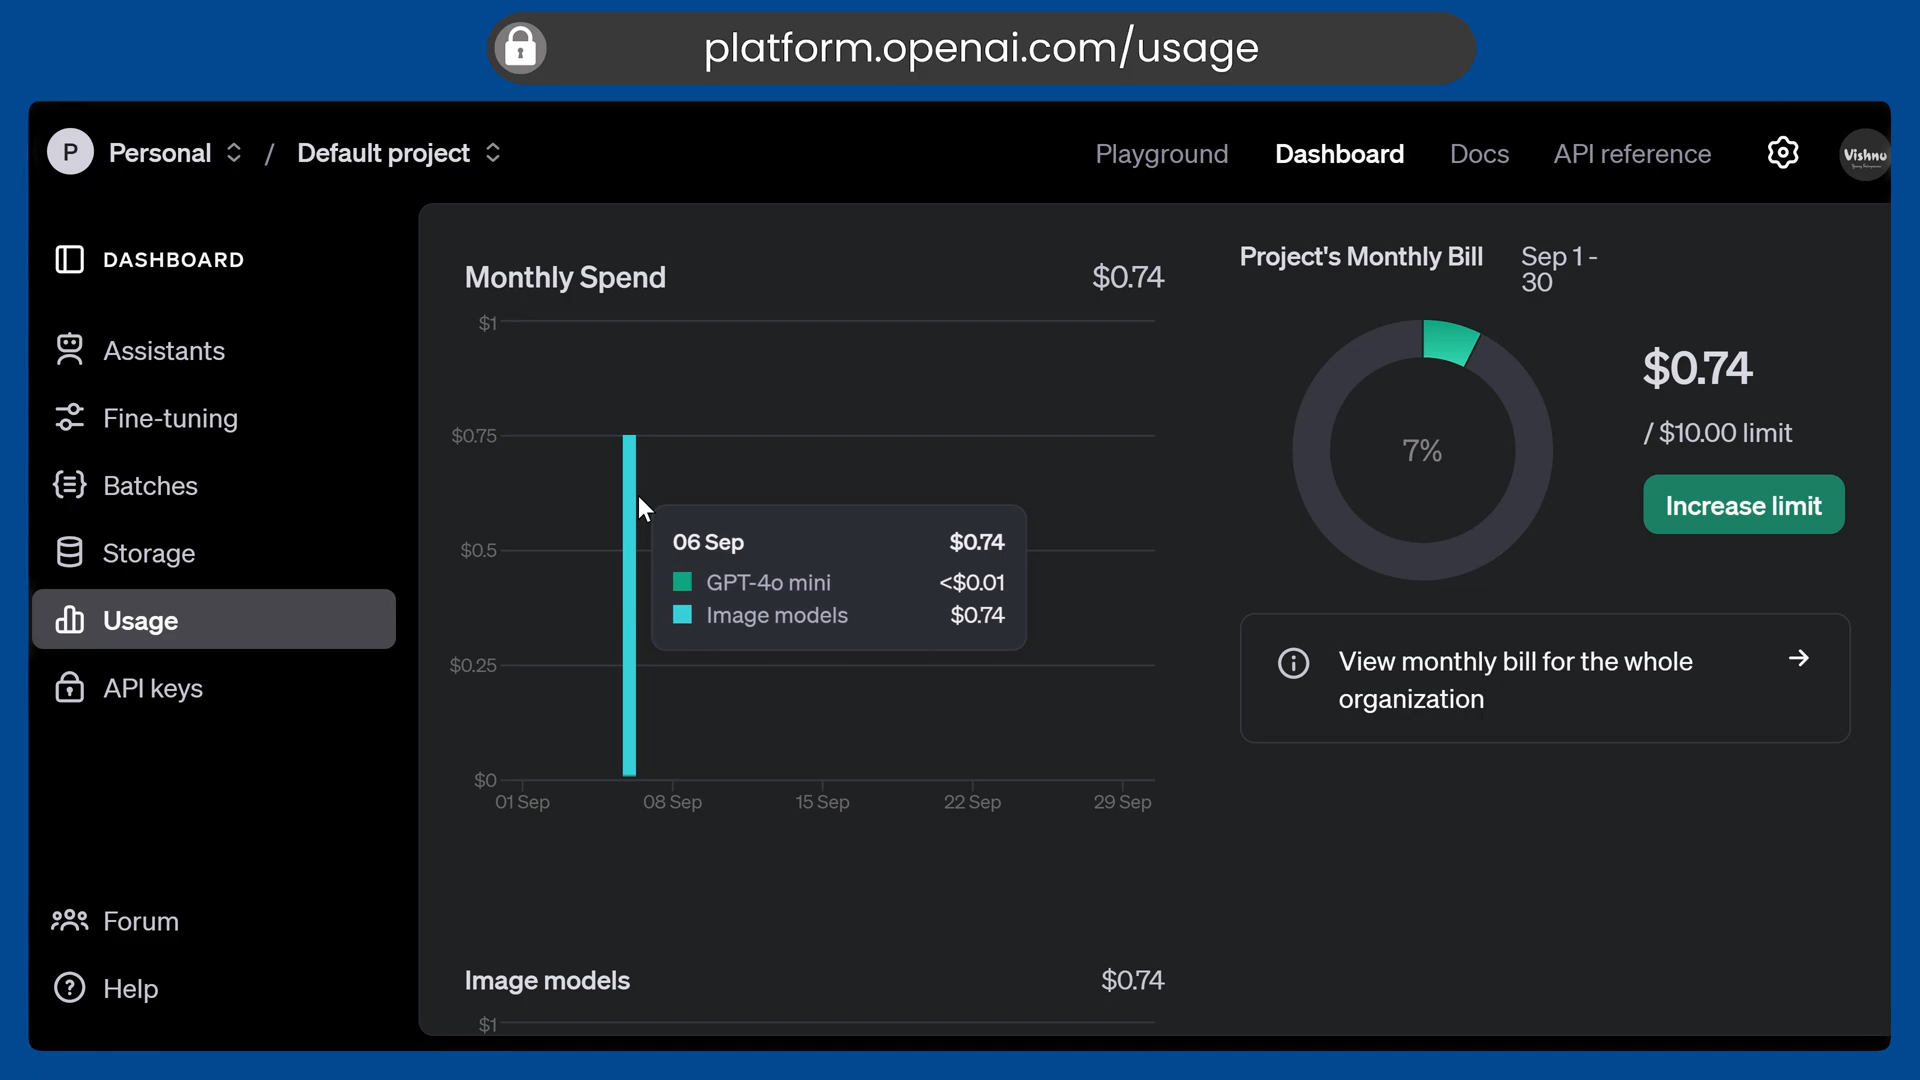 platform.openai.com/usage
P Personal / Default project
Playground Dashboard Docs API reference
Vishnu
DASHBOARD
Assistants
Fine-tuning
Batches
Storage
Usage
API keys
Forum
Help
Monthly Spend $0.74
$1
$0.75
$0.5
$0.25
$0
01 Sep 08 Sep 15 Sep 22 Sep 29 Sep
06 Sep $0.74
GPT-4o mini <$0.01
Image models $0.74
Image models $0.74
$1
Project's Monthly Bill Sep 1 -
30
7%
$0.74
/ $10.00 limit
Increase limit
View monthly bill for the whole
organization